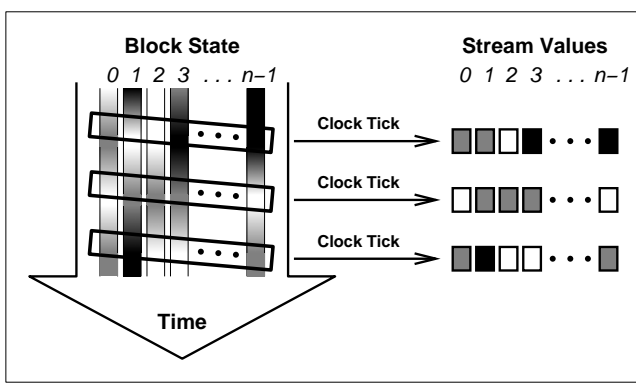 Block State
0 1 2 3 . . . n–1
Stream Values
0 1 2 3 . . . n–1
Clock Tick
Clock Tick
Clock Tick
Time